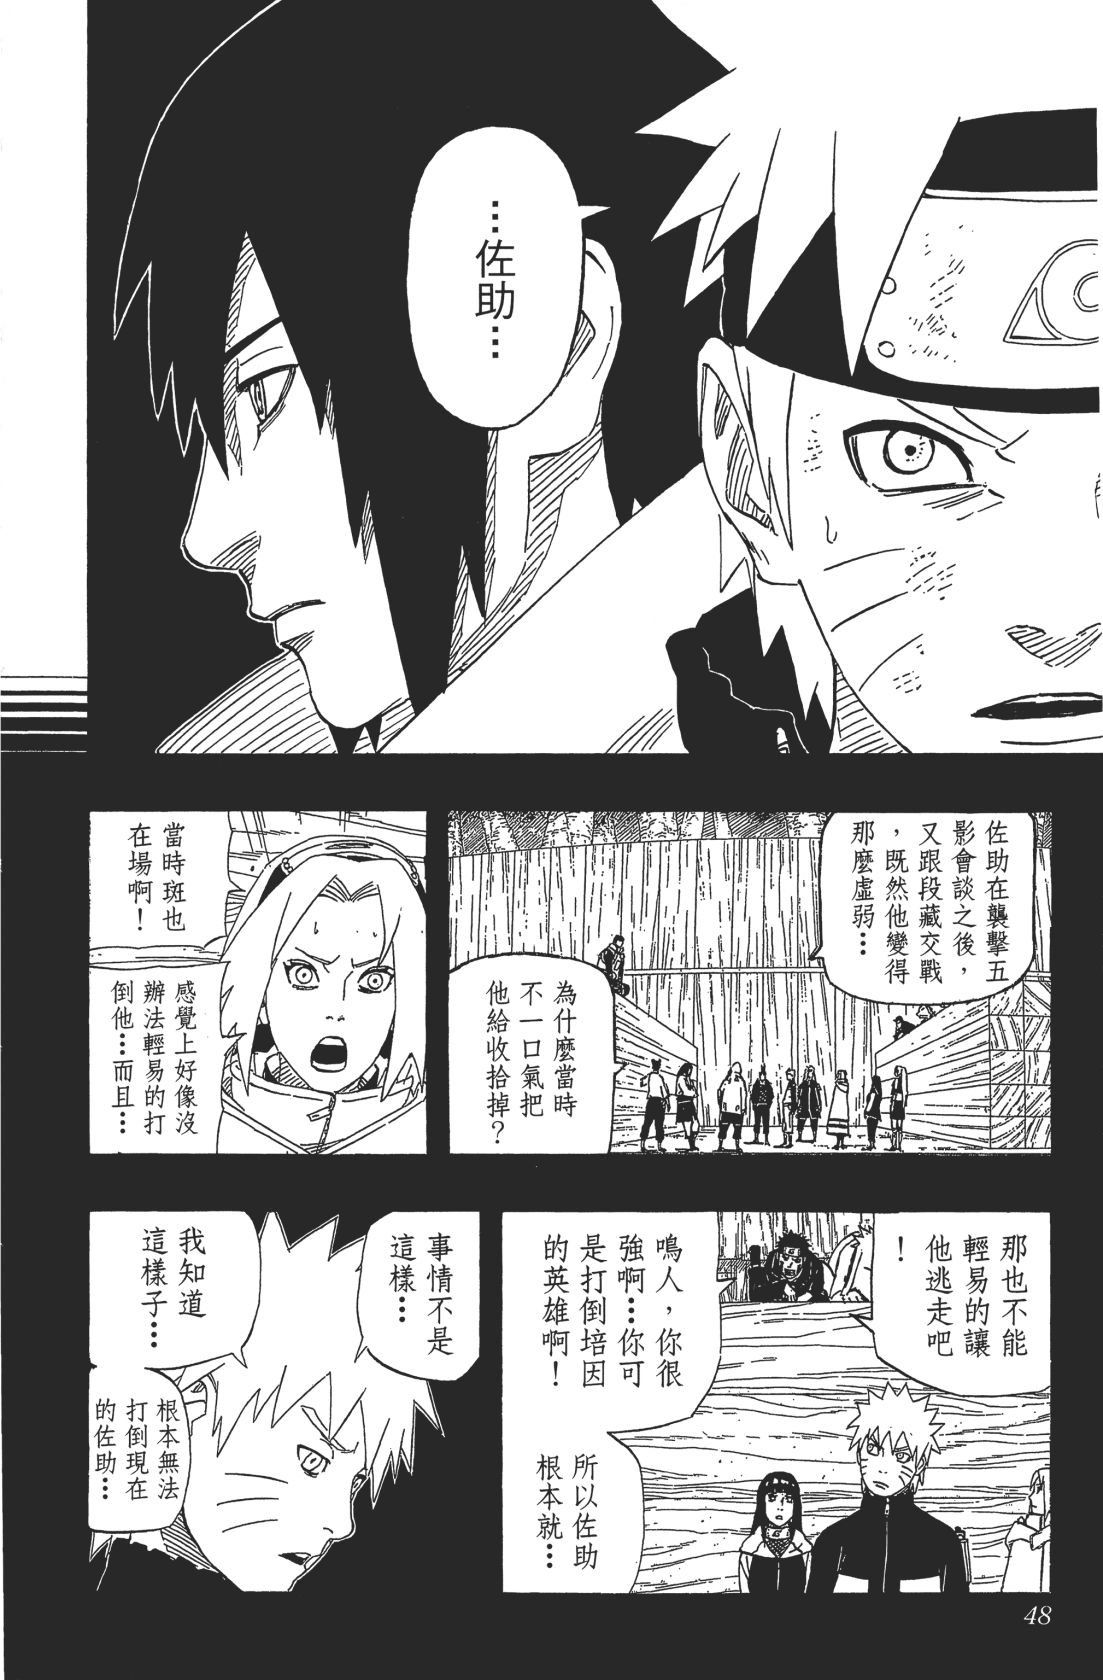 …佐助…
佐助在襲擊五
影會談之後，
又跟段藏交戰
，既然他變得
那麼虛弱…
為什麼當時
不一口氣把
他給收拾掉？
當時斑也
在場啊！
感覺上好像沒
辦法輕易的打
倒他…而且…
那也不能
輕易的讓
他逃走吧
！
鳴人，你很
強啊…你可
是打倒培因
的英雄啊！
所以佐助
根本就…
事情不是
這樣…
我知道
這樣子…
根本無法
打倒現在
的佐助…
48